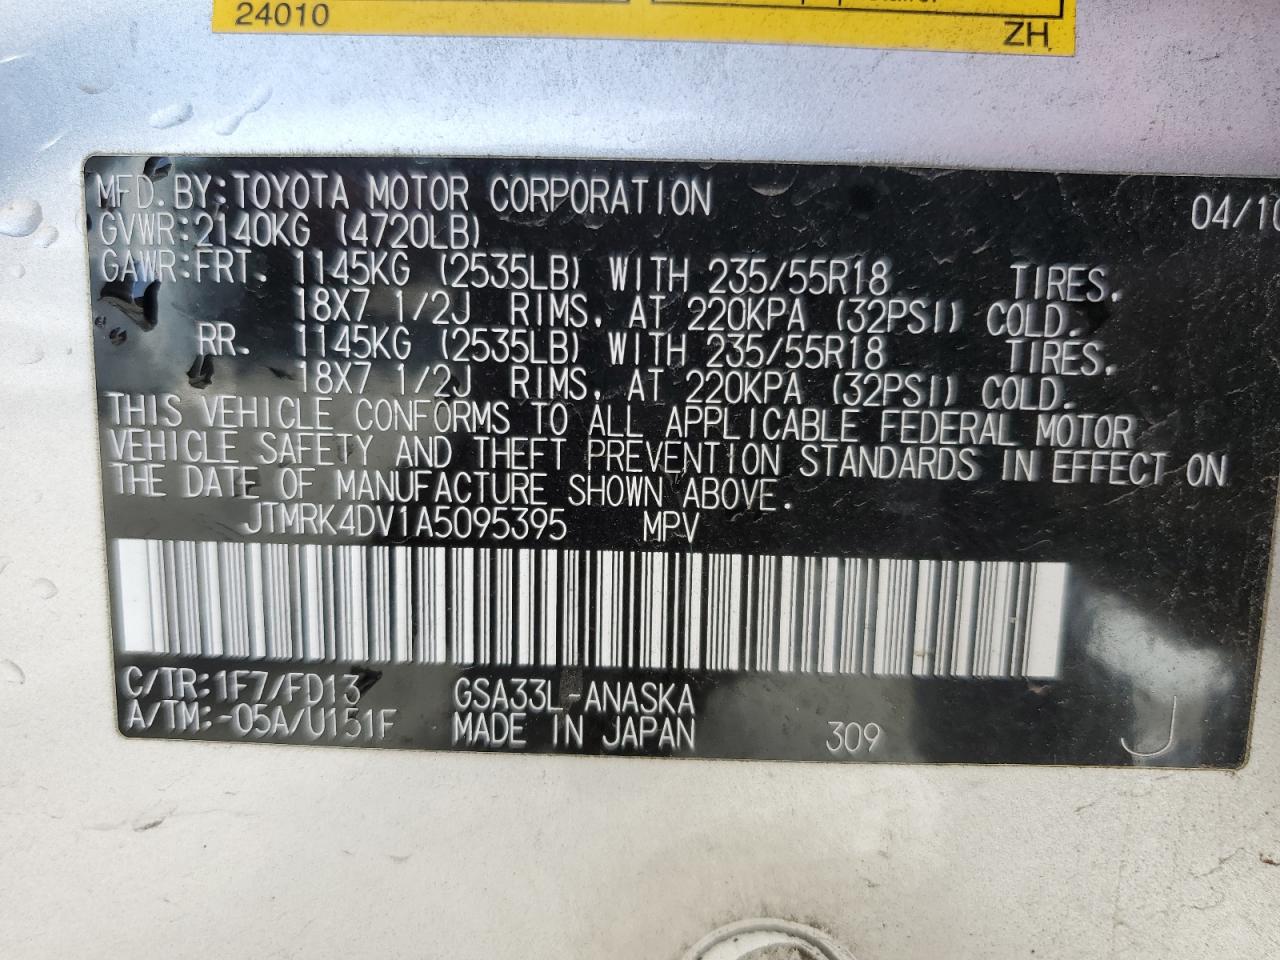 24010 ZH
MFD. BY: TOYOTA MOTOR CORPORATION 04/10
GVWR: 2140KG (4720LB)
GAWR: FRT. 1145KG (2535LB) WITH 235/55R18 TIRES.
18X7 1/2J RIMS, AT 220KPA (32PSI) COLD.
RR. 1145KG (2535LB) WITH 235/55R18 TIRES.
18X7 1/2J RIMS, AT 220KPA (32PSI) COLD.
THIS VEHICLE CONFORMS TO ALL APPLICABLE FEDERAL MOTOR
VEHICLE SAFETY AND THEFT PREVENTION STANDARDS IN EFFECT ON
THE DATE OF MANUFACTURE SHOWN ABOVE.
JTMRK4DV1A5095395 MPV
C/TR: 1F7/FD13 GSA33L-ANASKA
A/TM: -05A/U151F MADE IN JAPAN 309 J